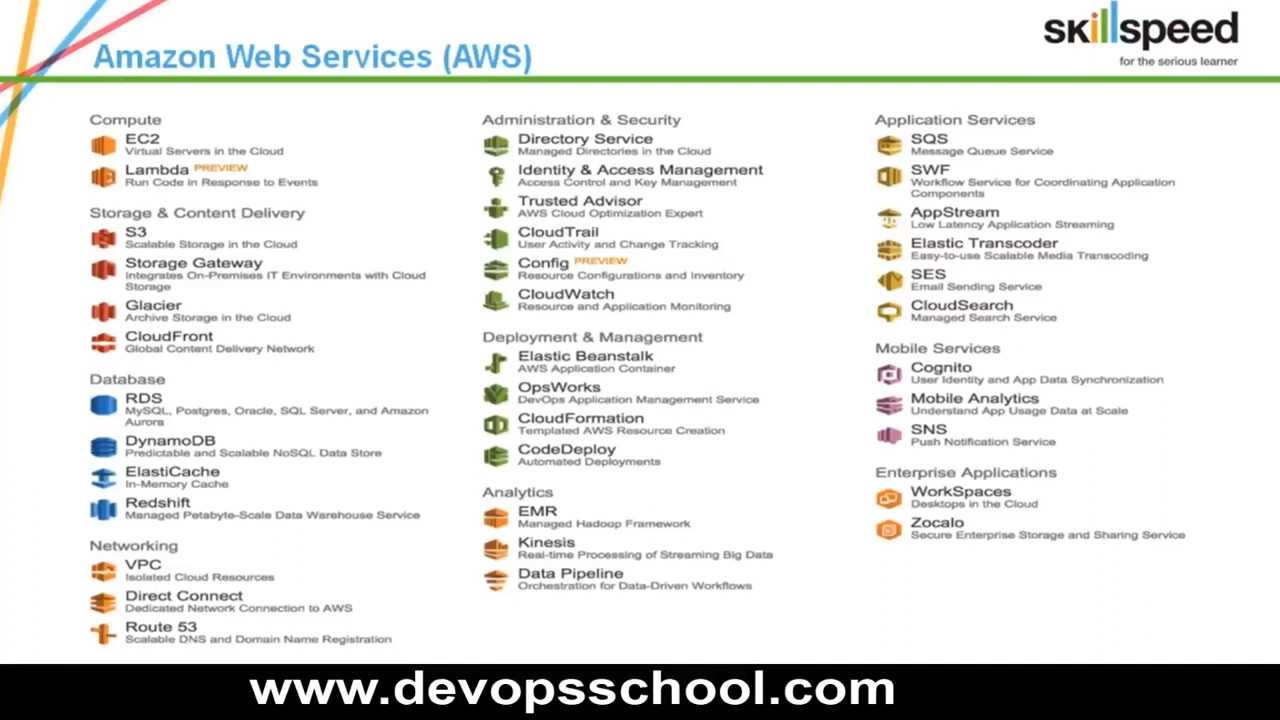 Amazon Web Services (AWS)
skillspeed
for the serious learner
Compute
EC2
Virtual Servers in the Cloud
Lambda PREVIEW
Run Code in Response to Events
Storage & Content Delivery
S3
Scalable Storage in the Cloud
Storage Gateway
Integrates On-Premises IT Environments with Cloud
Storage
Glacier
Archive Storage in the Cloud
CloudFront
Global Content Delivery Network
Database
RDS
MySQL, Postgres, Oracle, SQL Server, and Amazon
Aurora
DynamoDB
Predictable and Scalable NoSQL Data Store
ElastiCache
In-Memory Cache
Redshift
Managed Petabyte-Scale Data Warehouse Service
Networking
VPC
Isolated Cloud Resources
Direct Connect
Dedicated Network Connection to AWS
Route 53
Scalable DNS and Domain Name Registration
Administration & Security
Directory Service
Managed Directories in the Cloud
Identity & Access Management
Access Control and Key Management
Trusted Advisor
AWS Cloud Optimization Expert
CloudTrail
User Activity and Change Tracking
Config PREVIEW
Resource Configurations and Inventory
CloudWatch
Resource and Application Monitoring
Deployment & Management
Elastic Beanstalk
AWS Application Container
OpsWorks
DevOps Application Management Service
CloudFormation
Templated AWS Resource Creation
CodeDeploy
Automated Deployments
Analytics
EMR
Managed Hadoop Framework
Kinesis
Real-time Processing of Streaming Big Data
Data Pipeline
Orchestration for Data-Driven Workflows
Application Services
SQS
Message Queue Service
SWF
Workflow Service for Coordinating Application
Components
AppStream
Low Latency Application Streaming
Elastic Transcoder
Easy-to-use Scalable Media Transcoding
SES
Email Sending Service
CloudSearch
Managed Search Service
Mobile Services
Cognito
User Identity and App Data Synchronization
Mobile Analytics
Understand App Usage Data at Scale
SNS
Push Notification Service
Enterprise Applications
WorkSpaces
Desktops in the Cloud
Zocalo
Secure Enterprise Storage and Sharing Service
www.devopsschool.com